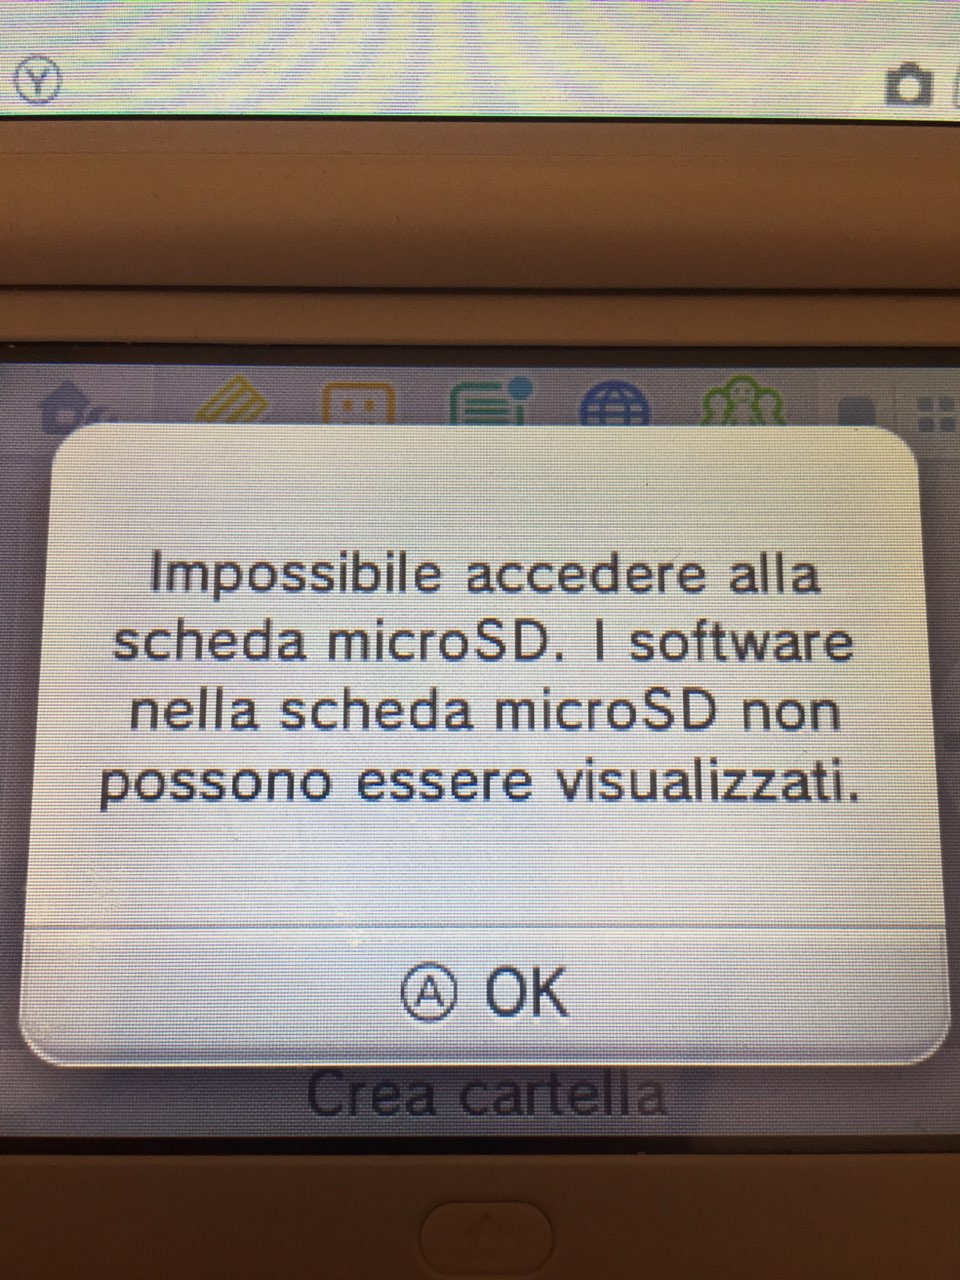 Y
Impossibile accedere alla
scheda microSD. I software
nella scheda microSD non
possono essere visualizzati.
A OK
Crea cartella